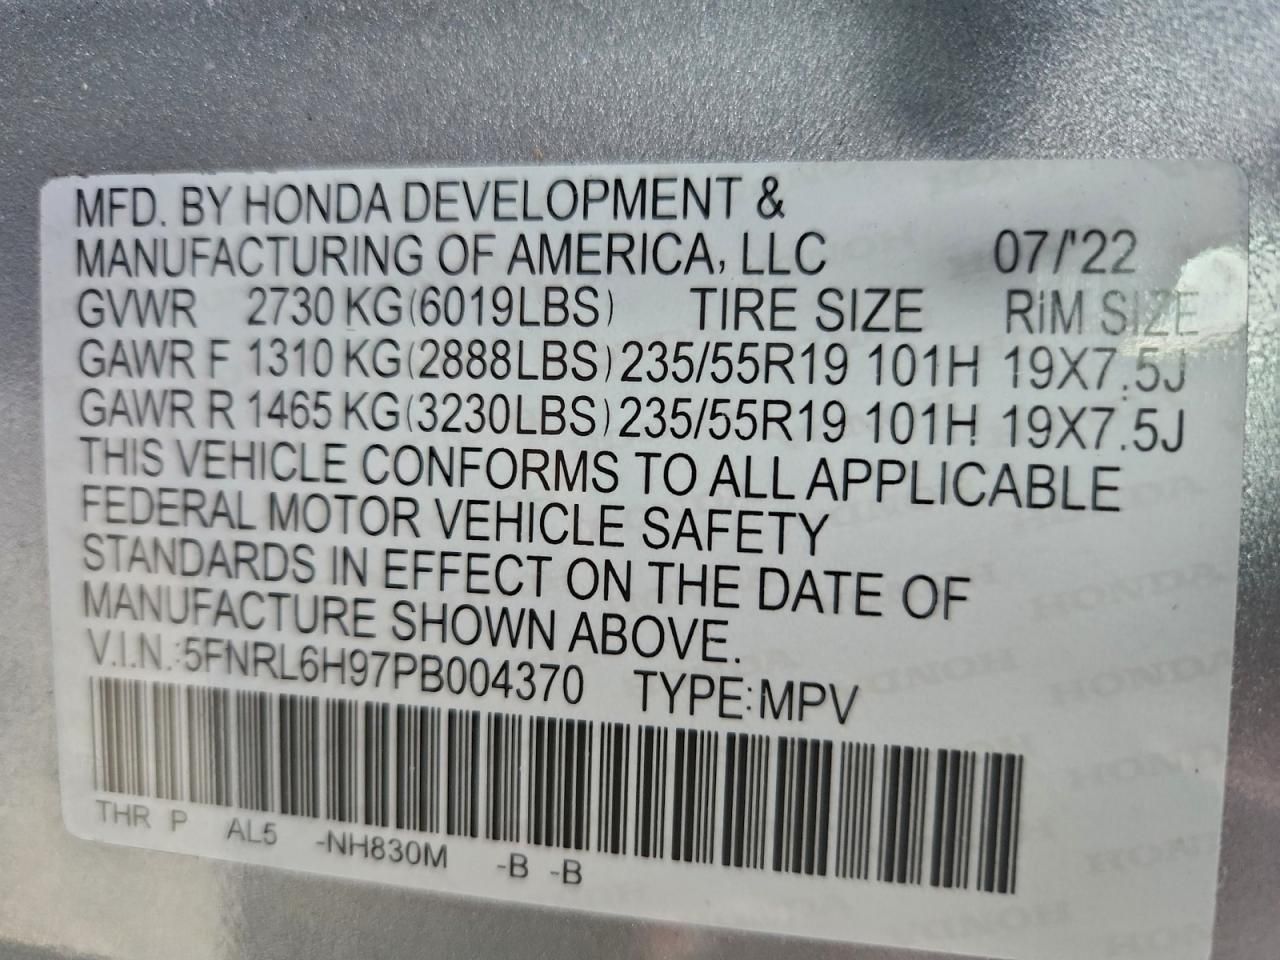 MFD. BY HONDA DEVELOPMENT &
MANUFACTURING OF AMERICA, LLC 07/'22
GVWR 2730 KG(6019LBS) TIRE SIZE RiM SIZE
GAWR F 1310 KG(2888LBS) 235/55R19 101H 19X7.5J
GAWR R 1465 KG(3230LBS) 235/55R19 101H 19X7.5J
THIS VEHICLE CONFORMS TO ALL APPLICABLE
FEDERAL MOTOR VEHICLE SAFETY
STANDARDS IN EFFECT ON THE DATE OF
MANUFACTURE SHOWN ABOVE.
V.I.N.:5FNRL6H97PB004370 TYPE:MPV
THR P AL5 -NH830M -B -B